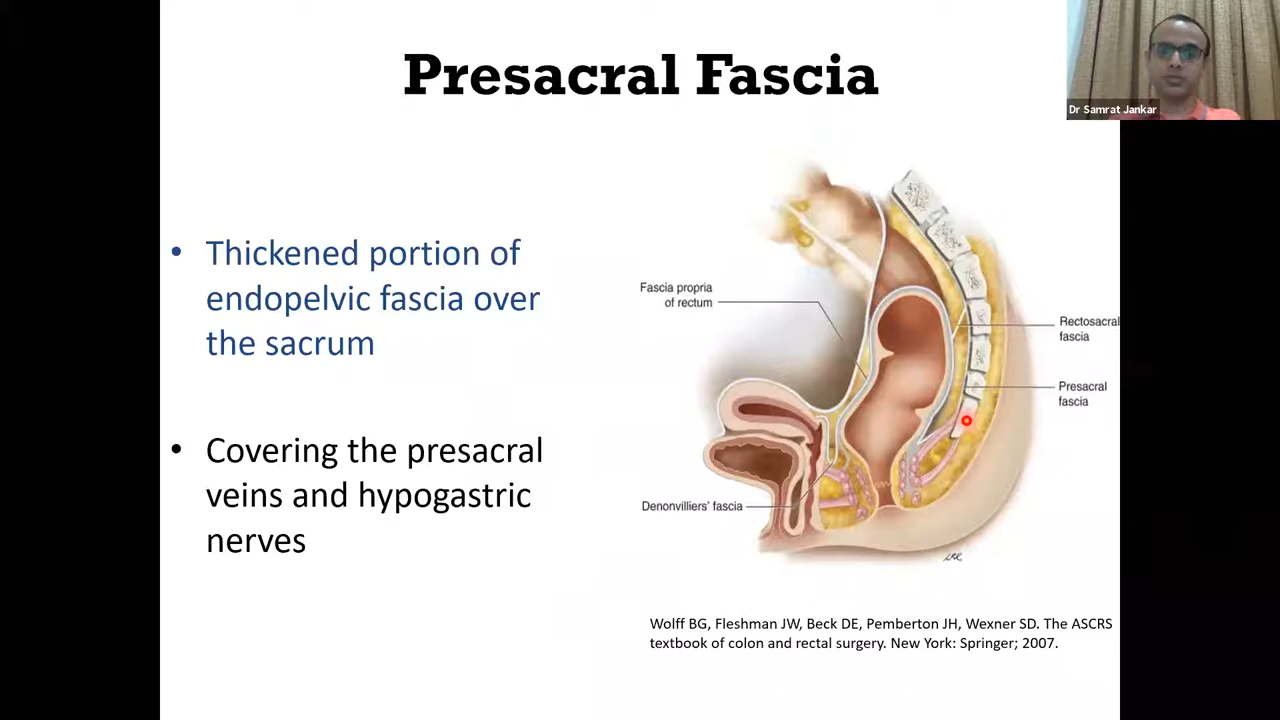 Presacral Fascia
Dr Samrat Jankar
• Thickened portion of
endopelvic fascia over
the sacrum
• Covering the presacral
veins and hypogastric
nerves
Fascia propria
of rectum
Rectosacral
fascia
Presacral
fascia
Denonvilliers' fascia
Wolff BG, Fleshman JW, Beck DE, Pemberton JH, Wexner SD. The ASCRS
textbook of colon and rectal surgery. New York: Springer; 2007.